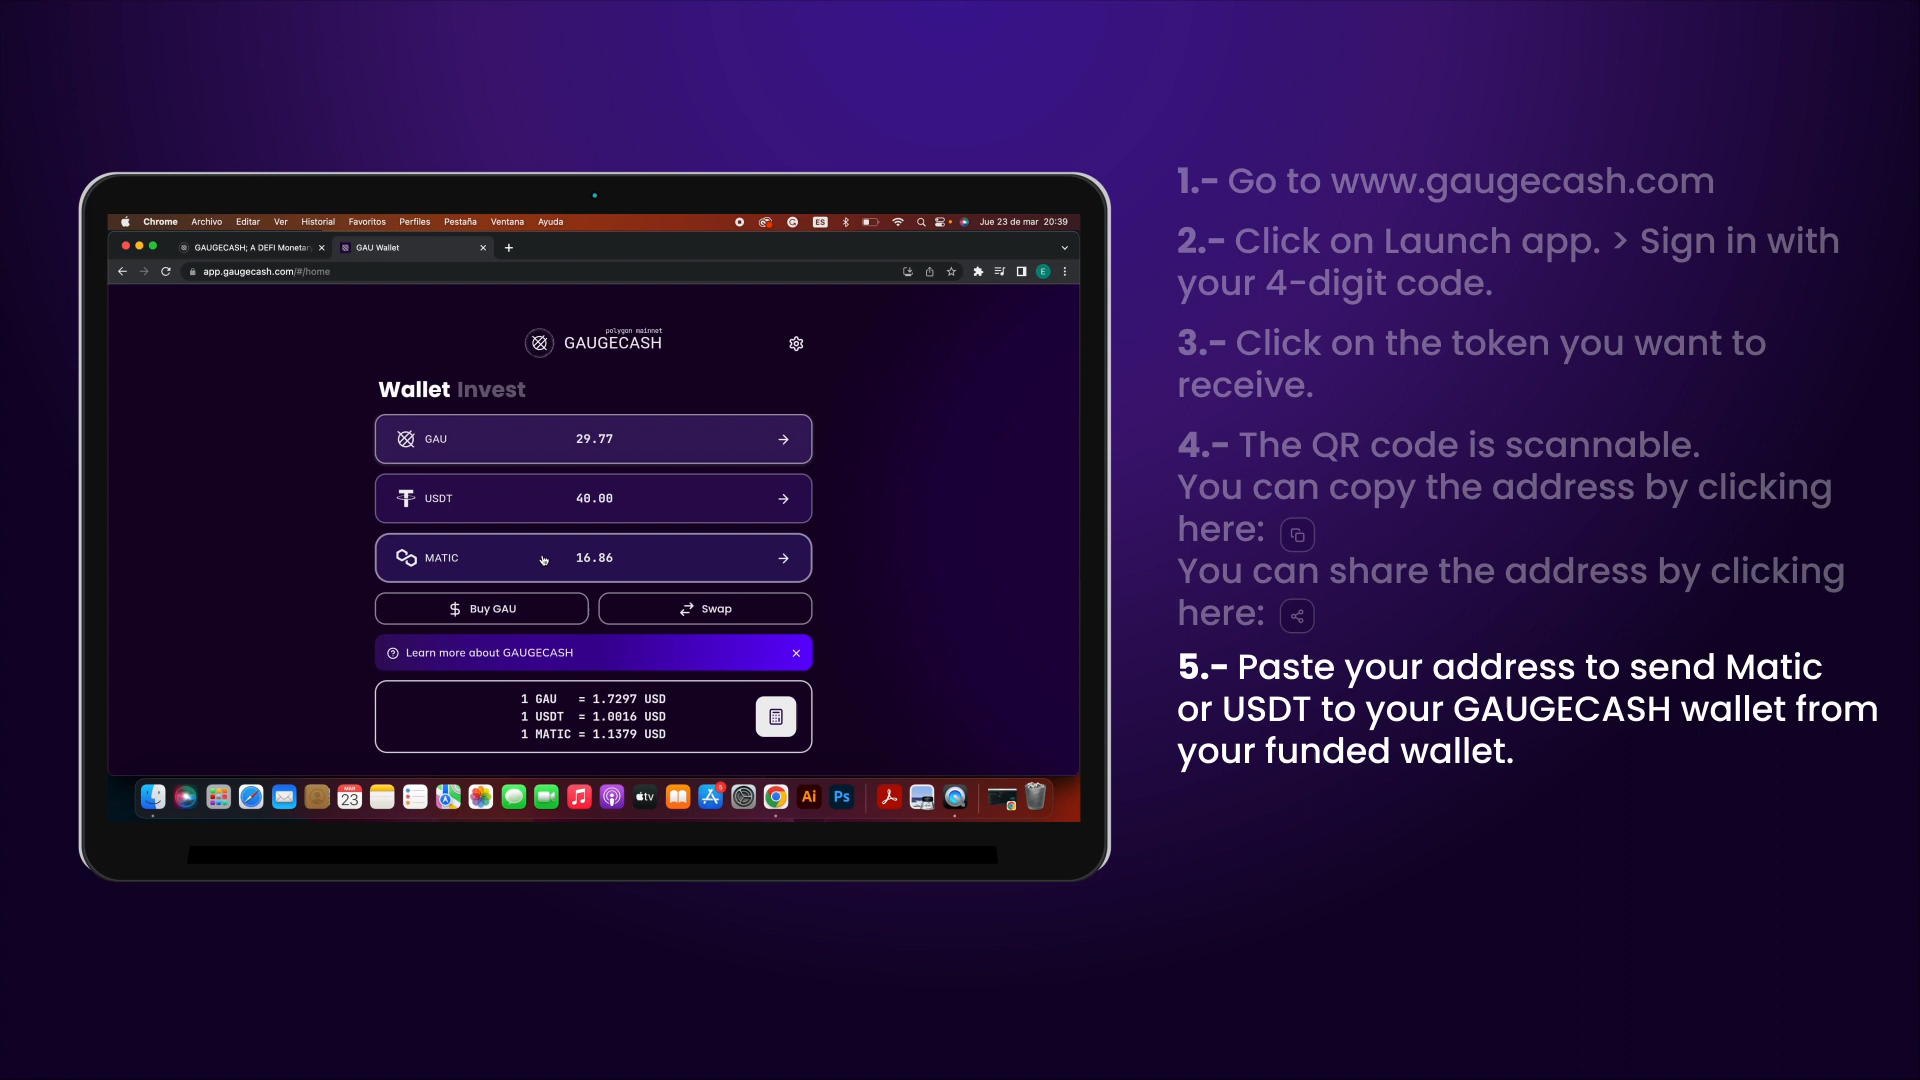 Chrome Archivo Editar Ver Historial Favoritos Perfiles Pestaña Ventana Ayuda
ES
Jue 23 de mar 20:39
GAUGECASH; A DEFI Monetar
GAU Wallet
app.gaugecash.com/#/home
E
polygon mainnet
GAUGECASH
Wallet Invest
GAU 29.77
USDT 40.00
MATIC 16.86
Buy GAU
Swap
Learn more about GAUGECASH
1 GAU = 1.7297 USD
1 USDT = 1.0016 USD
1 MATIC = 1.1379 USD
MAR
23
tv
Ai
Ps
1.- Go to www.gaugecash.com
2.- Click on Launch app. > Sign in with
your 4-digit code.
3.- Click on the token you want to
receive.
4.- The QR code is scannable.
You can copy the address by clicking
here:
You can share the address by clicking
here:
5.- Paste your address to send Matic
or USDT to your GAUGECASH wallet from
your funded wallet.